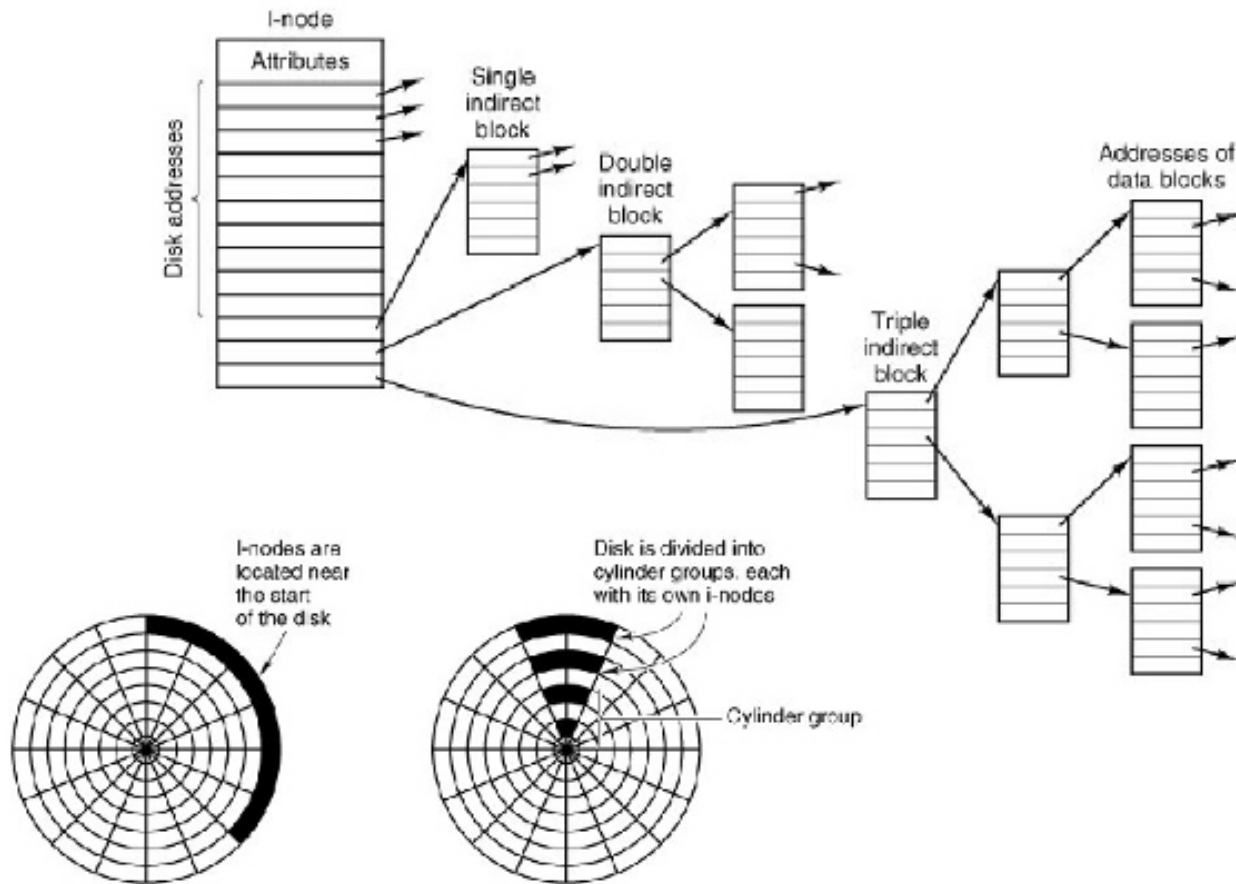 I-node
Attributes
Disk addresses
Single
indirect
block
Double
indirect
block
Addresses of
data blocks
Triple
indirect
block
I-nodes are
located near
the start
of the disk
Disk is divided into
cylinder groups, each
with its own i-nodes
Cylinder group